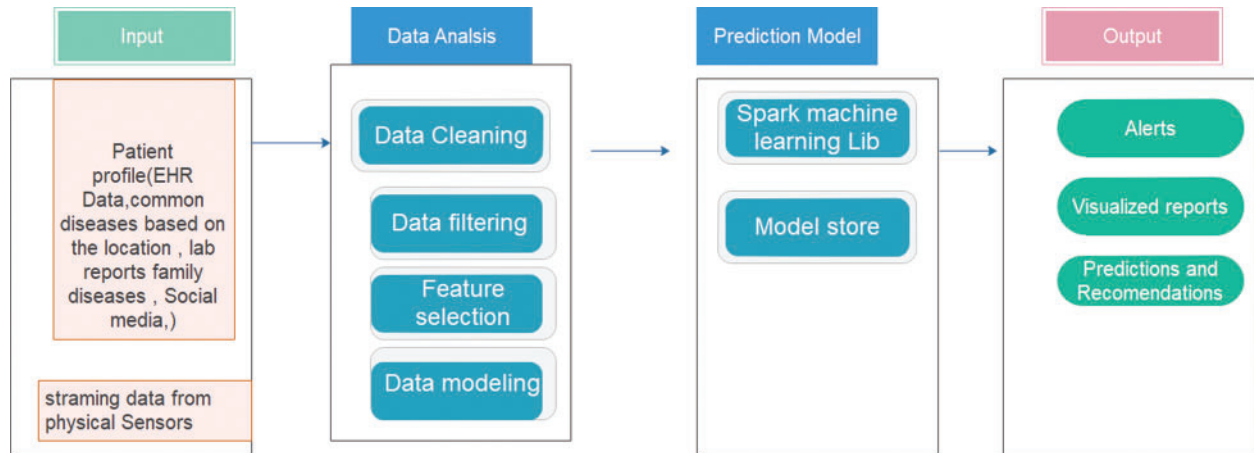 Input
Data Analsis
Prediction Model
Output
Patient
profile(EHR
Data,common
diseases based on
the location , lab
reports family
diseases , Social
media,)
straming data from
physical Sensors
Data Cleaning
Data filtering
Feature
selection
Data modeling
Spark machine
learning Lib
Model store
Alerts
Visualized reports
Predictions and
Recomendations